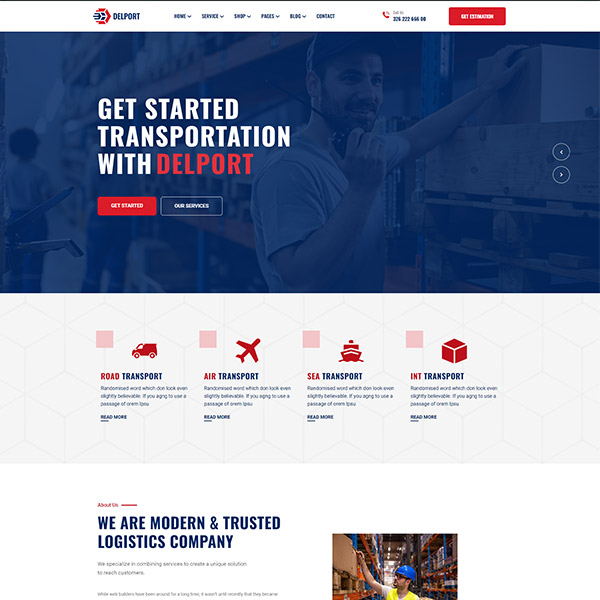 DELPORT
HOME SERVICE SHOP PAGES BLOG CONTACT
Call Us:
326 222 666 00
GET ESTIMATION
GET STARTED
TRANSPORTATION
WITH DELPORT
GET STARTED
OUR SERVICES
ROAD TRANSPORT
Randomised word which don look even
slightly believable. If you agng to use a
passage of orem Ipsu
READ MORE
AIR TRANSPORT
Randomised word which don look even
slightly believable. If you agng to use a
passage of orem Ipsu
READ MORE
SEA TRANSPORT
Randomised word which don look even
slightly believable. If you agng to use a
passage of orem Ipsu
READ MORE
INT TRANSPORT
Randomised word which don look even
slightly believable. If you agng to use a
passage of orem Ipsu
READ MORE
About Us
WE ARE MODERN & TRUSTED
LOGISTICS COMPANY
We specialize in combining services to create a unique solution
to reach customers.
While web builders have been around for a long time, it wasn't until recently that they became